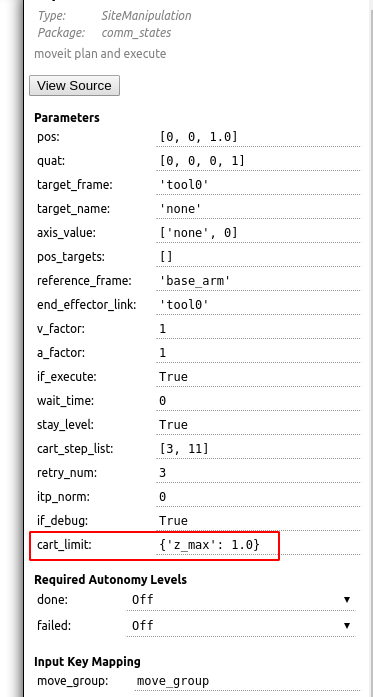 Type: SiteManipulation
Package: comm_states
moveit plan and execute
View Source
Parameters
pos: [0, 0, 1.0]
quat: [0, 0, 0, 1]
target_frame: 'tool0'
target_name: 'none'
axis_value: ['none', 0]
pos_targets: []
reference_frame: 'base_arm'
end_effector_link: 'tool0'
v_factor: 1
a_factor: 1
if_execute: True
wait_time: 0
stay_level: True
cart_step_list: [3, 11]
retry_num: 3
itp_norm: 0
if_debug: True
cart_limit: {'z_max': 1.0}
Required Autonomy Levels
done: Off
failed: Off
Input Key Mapping
move_group: move_group